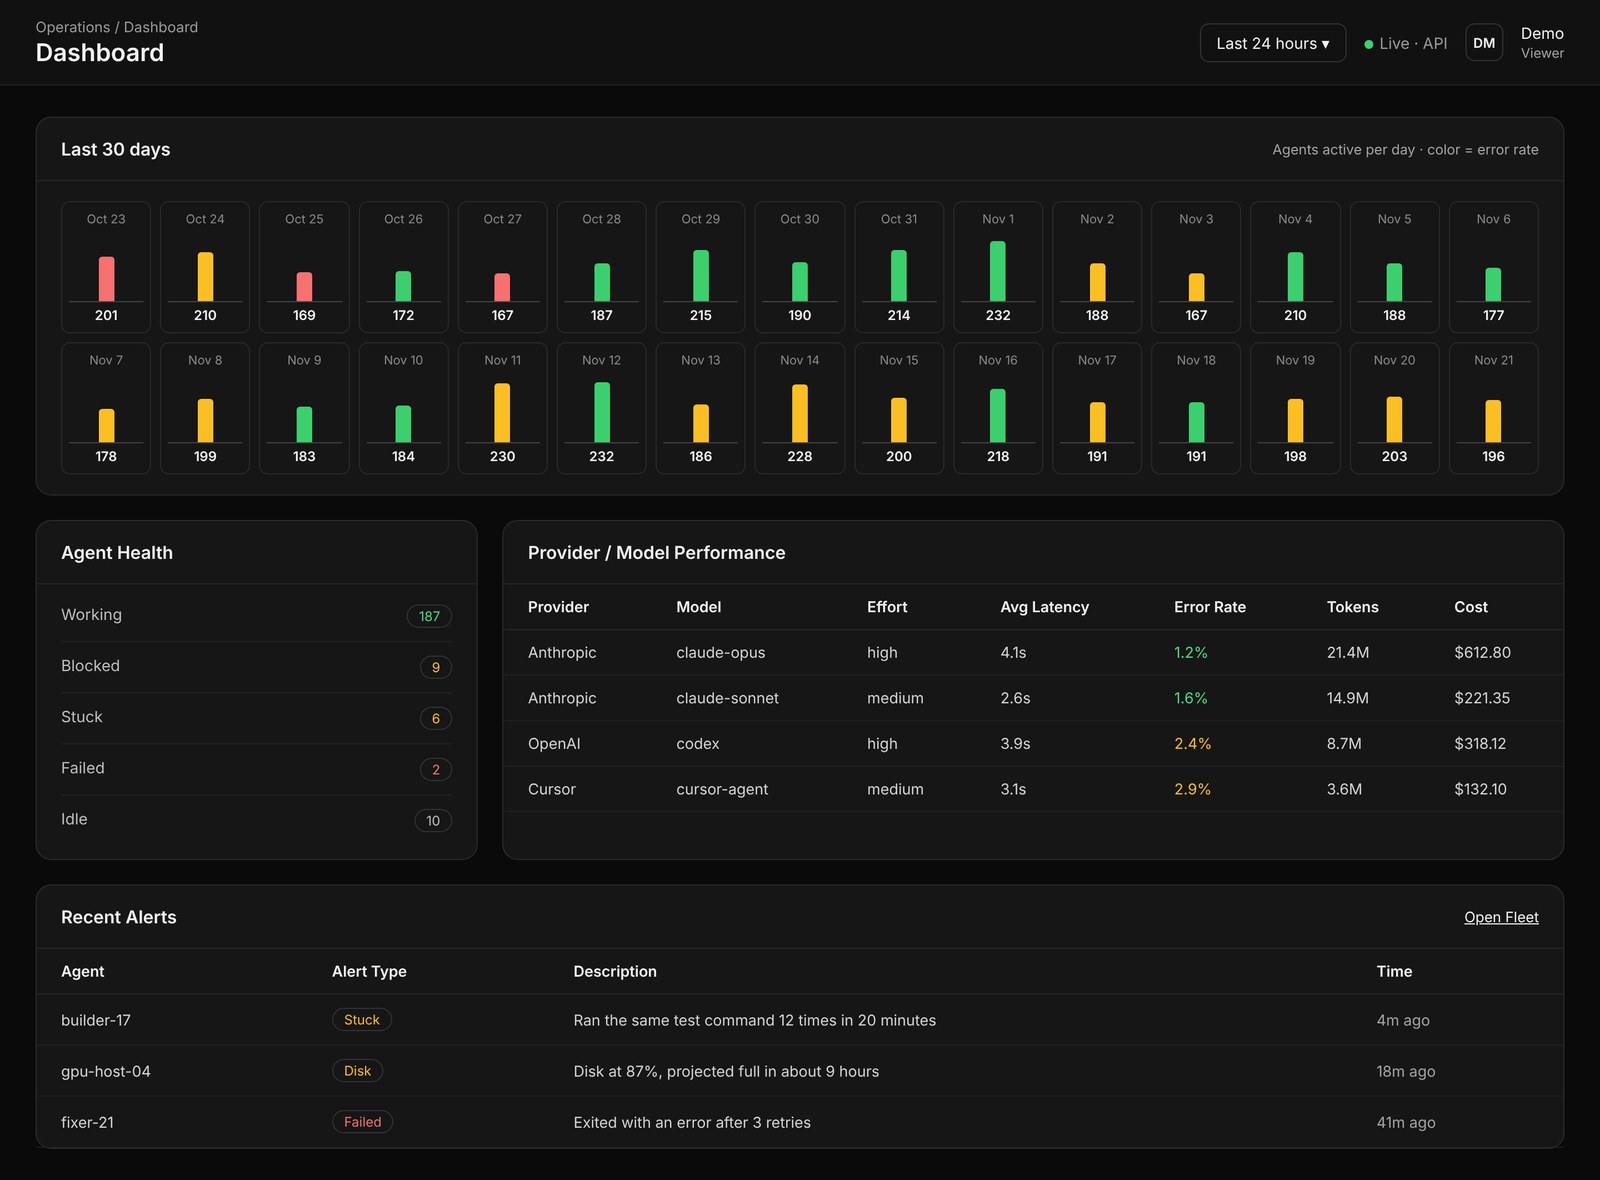 Operations / Dashboard
Dashboard
Last 24 hours ▾
Live · API
DM
Demo
Viewer
Last 30 days
Agents active per day · color = error rate
Oct 23 Oct 24 Oct 25 Oct 26 Oct 27 Oct 28 Oct 29 Oct 30 Oct 31 Nov 1 Nov 2 Nov 3 Nov 4 Nov 5 Nov 6
201 210 169 172 167 187 215 190 214 232 188 167 210 188 177
Nov 7 Nov 8 Nov 9 Nov 10 Nov 11 Nov 12 Nov 13 Nov 14 Nov 15 Nov 16 Nov 17 Nov 18 Nov 19 Nov 20 Nov 21
178 199 183 184 230 232 186 228 200 218 191 191 198 203 196
Agent Health
Working 187
Blocked 9
Stuck 6
Failed 2
Idle 10
Provider / Model Performance
Provider Model Effort Avg Latency Error Rate Tokens Cost
Anthropic claude-opus high 4.1s 1.2% 21.4M $612.80
Anthropic claude-sonnet medium 2.6s 1.6% 14.9M $221.35
OpenAI codex high 3.9s 2.4% 8.7M $318.12
Cursor cursor-agent medium 3.1s 2.9% 3.6M $132.10
Recent Alerts
Open Fleet
Agent Alert Type Description Time
builder-17 Stuck Ran the same test command 12 times in 20 minutes 4m ago
gpu-host-04 Disk Disk at 87%, projected full in about 9 hours 18m ago
fixer-21 Failed Exited with an error after 3 retries 41m ago